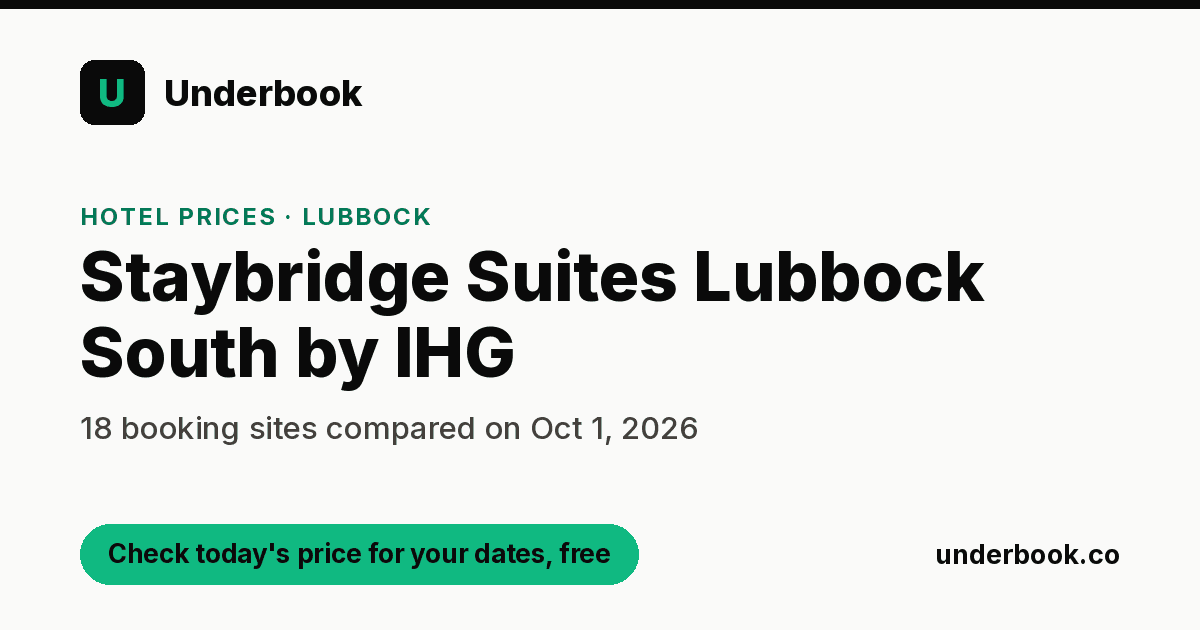 U Underbook
HOTEL PRICES · LUBBOCK
Staybridge Suites Lubbock
South by IHG
18 booking sites compared on Oct 1, 2026
Check today's price for your dates, free
underbook.co